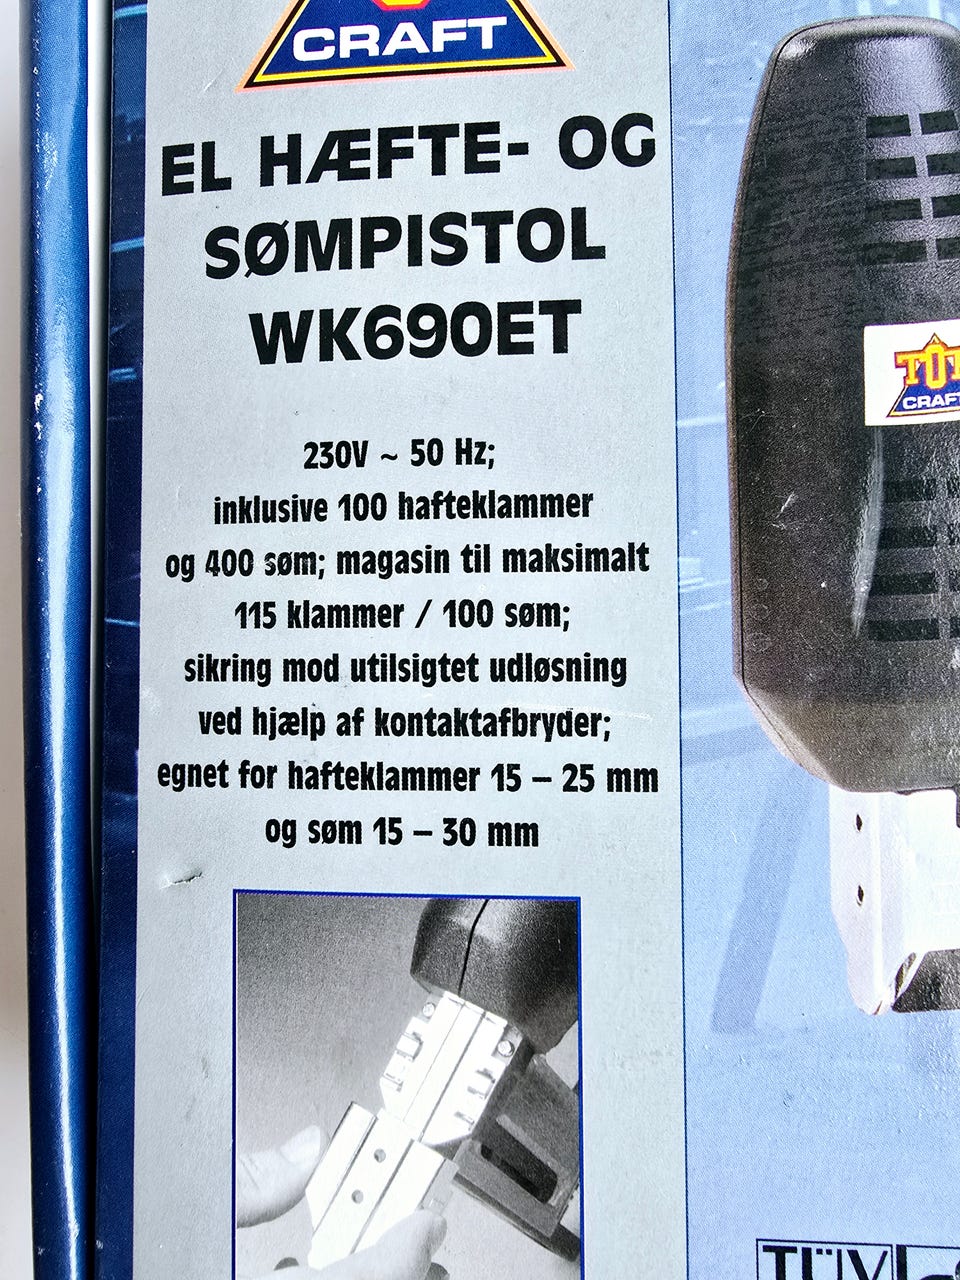 CRAFT
EL HÆFTE- OG
SØMPISTOL
WK690ET
230V ~ 50 Hz;
inklusive 100 hafteklammer
og 400 søm; magasin til maksimalt
115 klammer / 100 søm;
sikring mod utilsigtet udløsning
ved hjælp af kontaktafbryder;
egnet for hafteklammer 15 – 25 mm
og søm 15 – 30 mm
CRAFT
TÜV